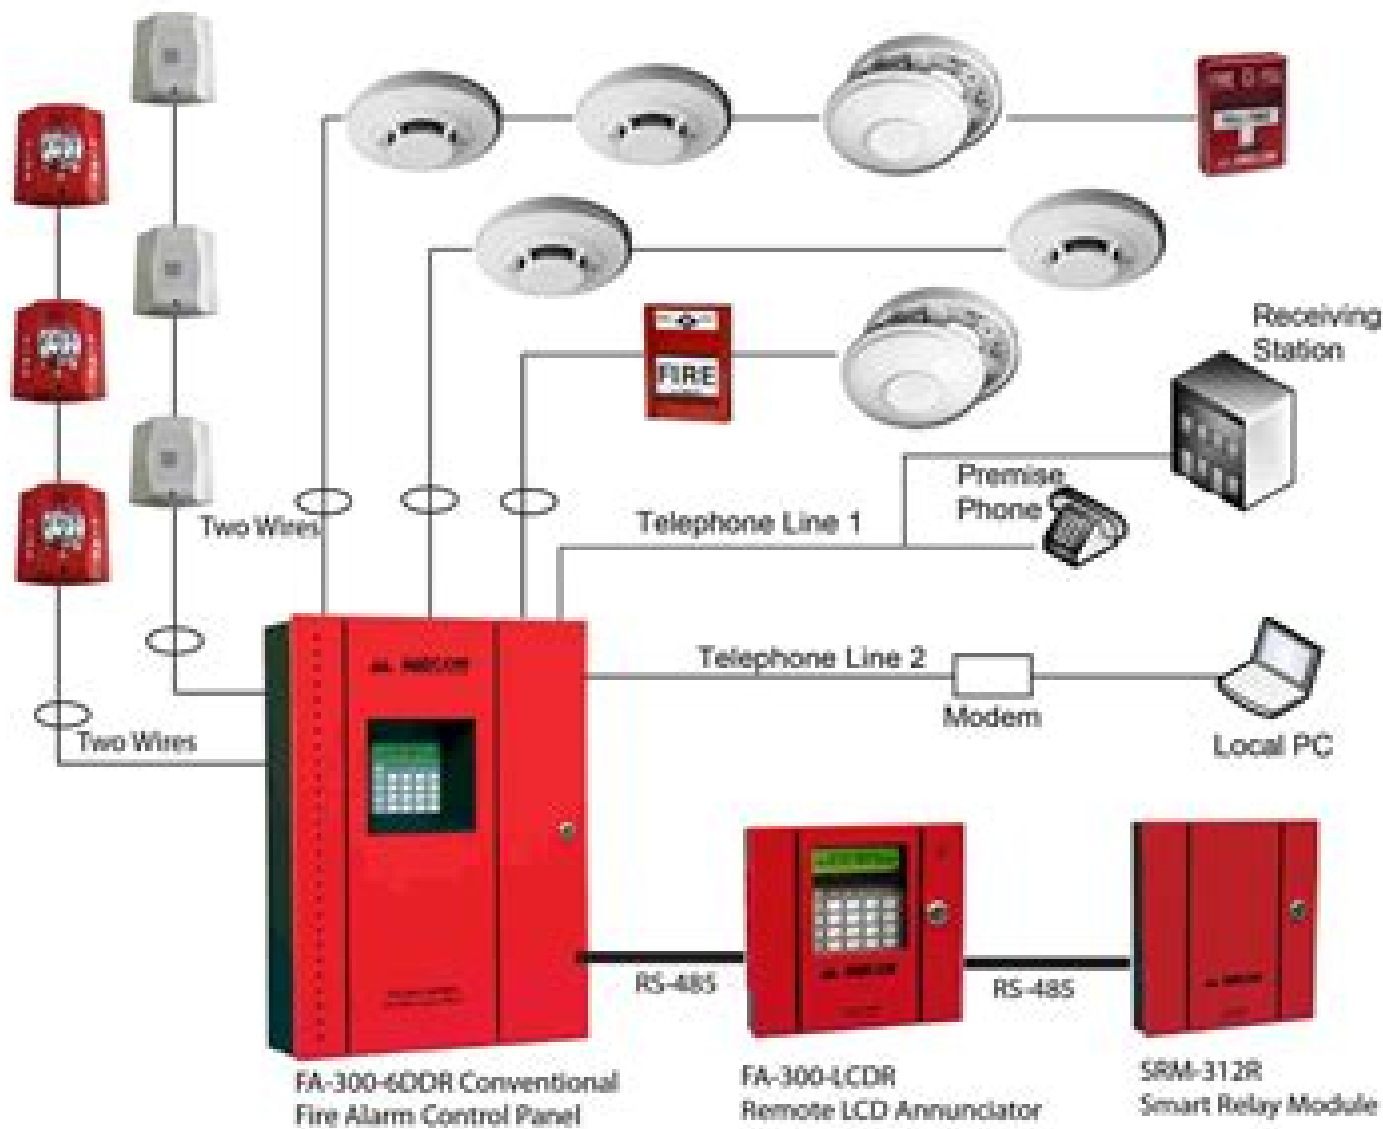 Receiving
Station
FIRE
Premise
Phone
Two Wires
Telephone Line 1
Telephone Line 2
Modem
Two Wires
Local PC
RS-485
RS-485
FA-300-6DDR Conventional
Fire Alarm Control Panel
FA-300-LCDR
Remote LCD Annunciator
SRM-312R
Smart Relay Module